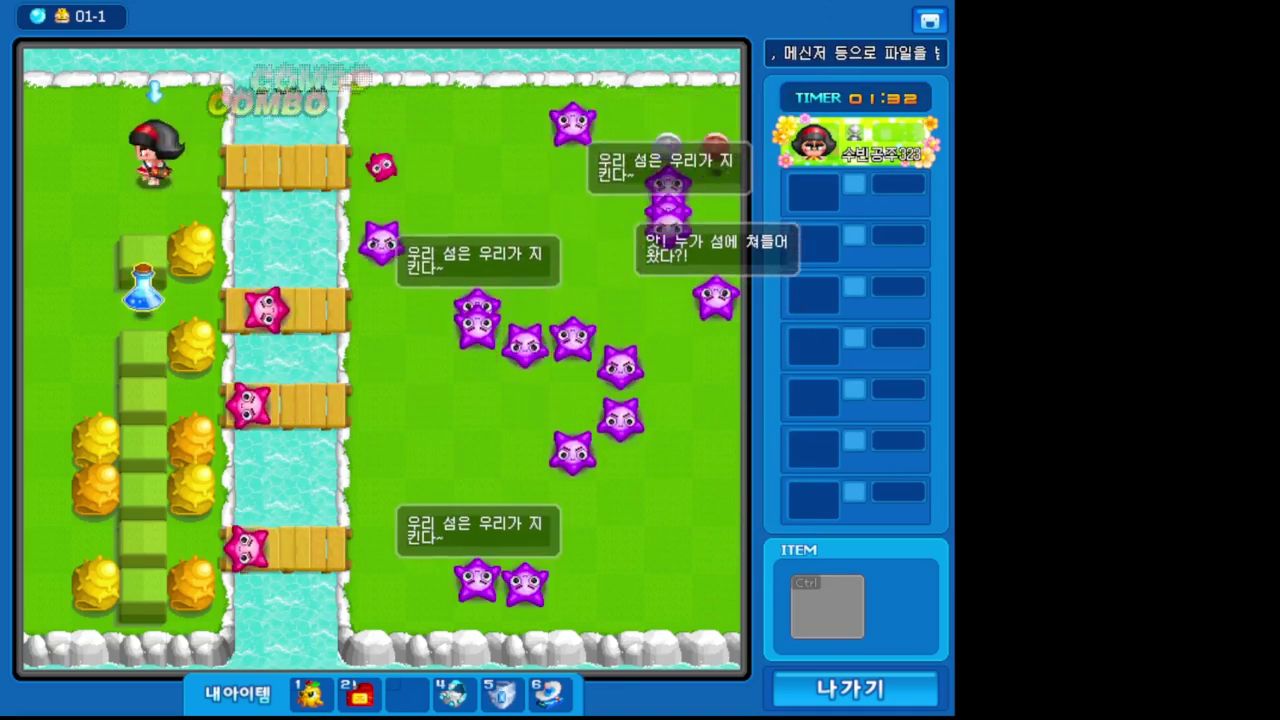 01-1
, 메신저 등으로 파일을
COMBO
COMBO
TIMER 01:32
수빈공주323
우리 섬은 우리가 지
킨다~
앗! 누가 섬에 쳐들어
왔다?!
우리 섬은 우리가 지
킨다~
우리 섬은 우리가 지
킨다~
ITEM
Ctrl
내아이템
1
2
4
5
6
나가기